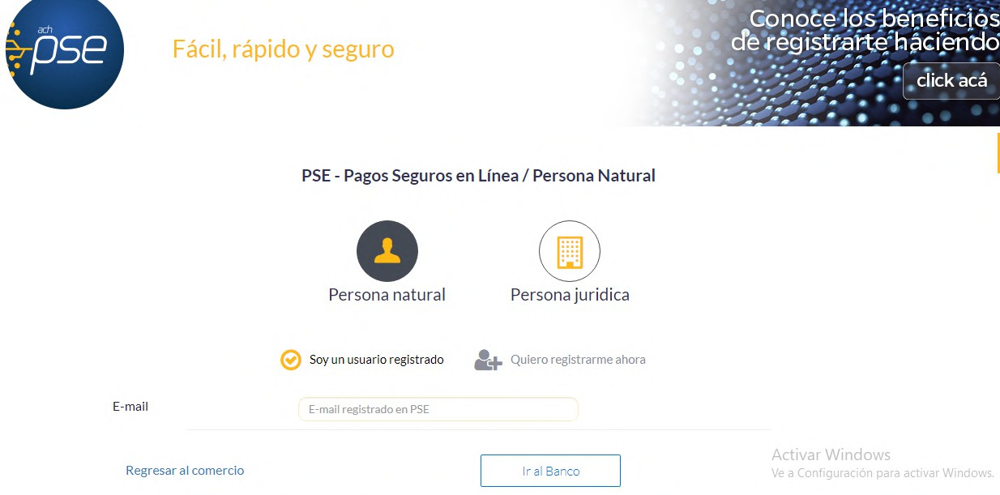 ach
pse
Fácil, rápido y seguro
Conoce los beneficios
de registrarte haciendo
click acá
PSE - Pagos Seguros en Línea / Persona Natural
Persona natural
Persona juridica
Soy un usuario registrado
Quiero registrarme ahora
E-mail
E-mail registrado en PSE
Regresar al comercio
Ir al Banco
Activar Windows
Ve a Configuración para activar Windows.